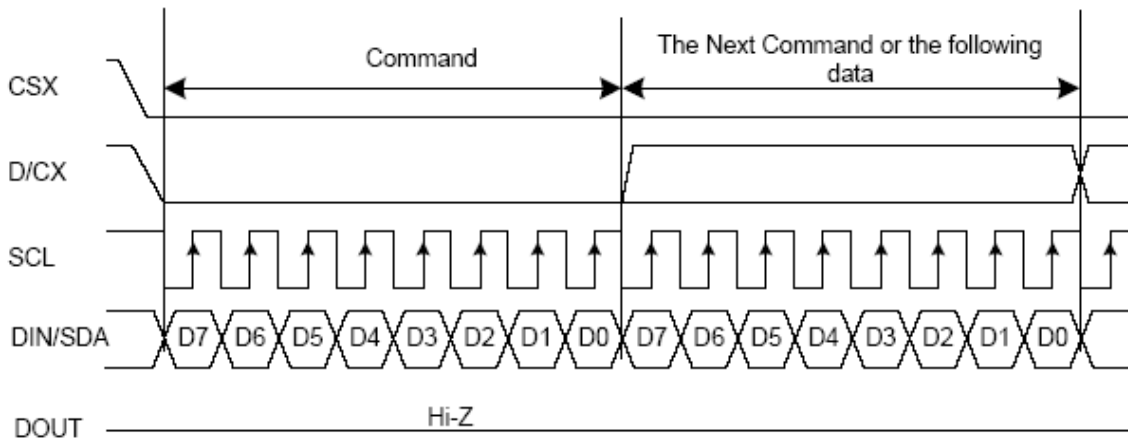 Command
The Next Command or the following
data
CSX
D/CX
SCL
DIN/SDA
D7 D6 D5 D4 D3 D2 D1 D0 D7 D6 D5 D4 D3 D2 D1 D0
DOUT
Hi-Z